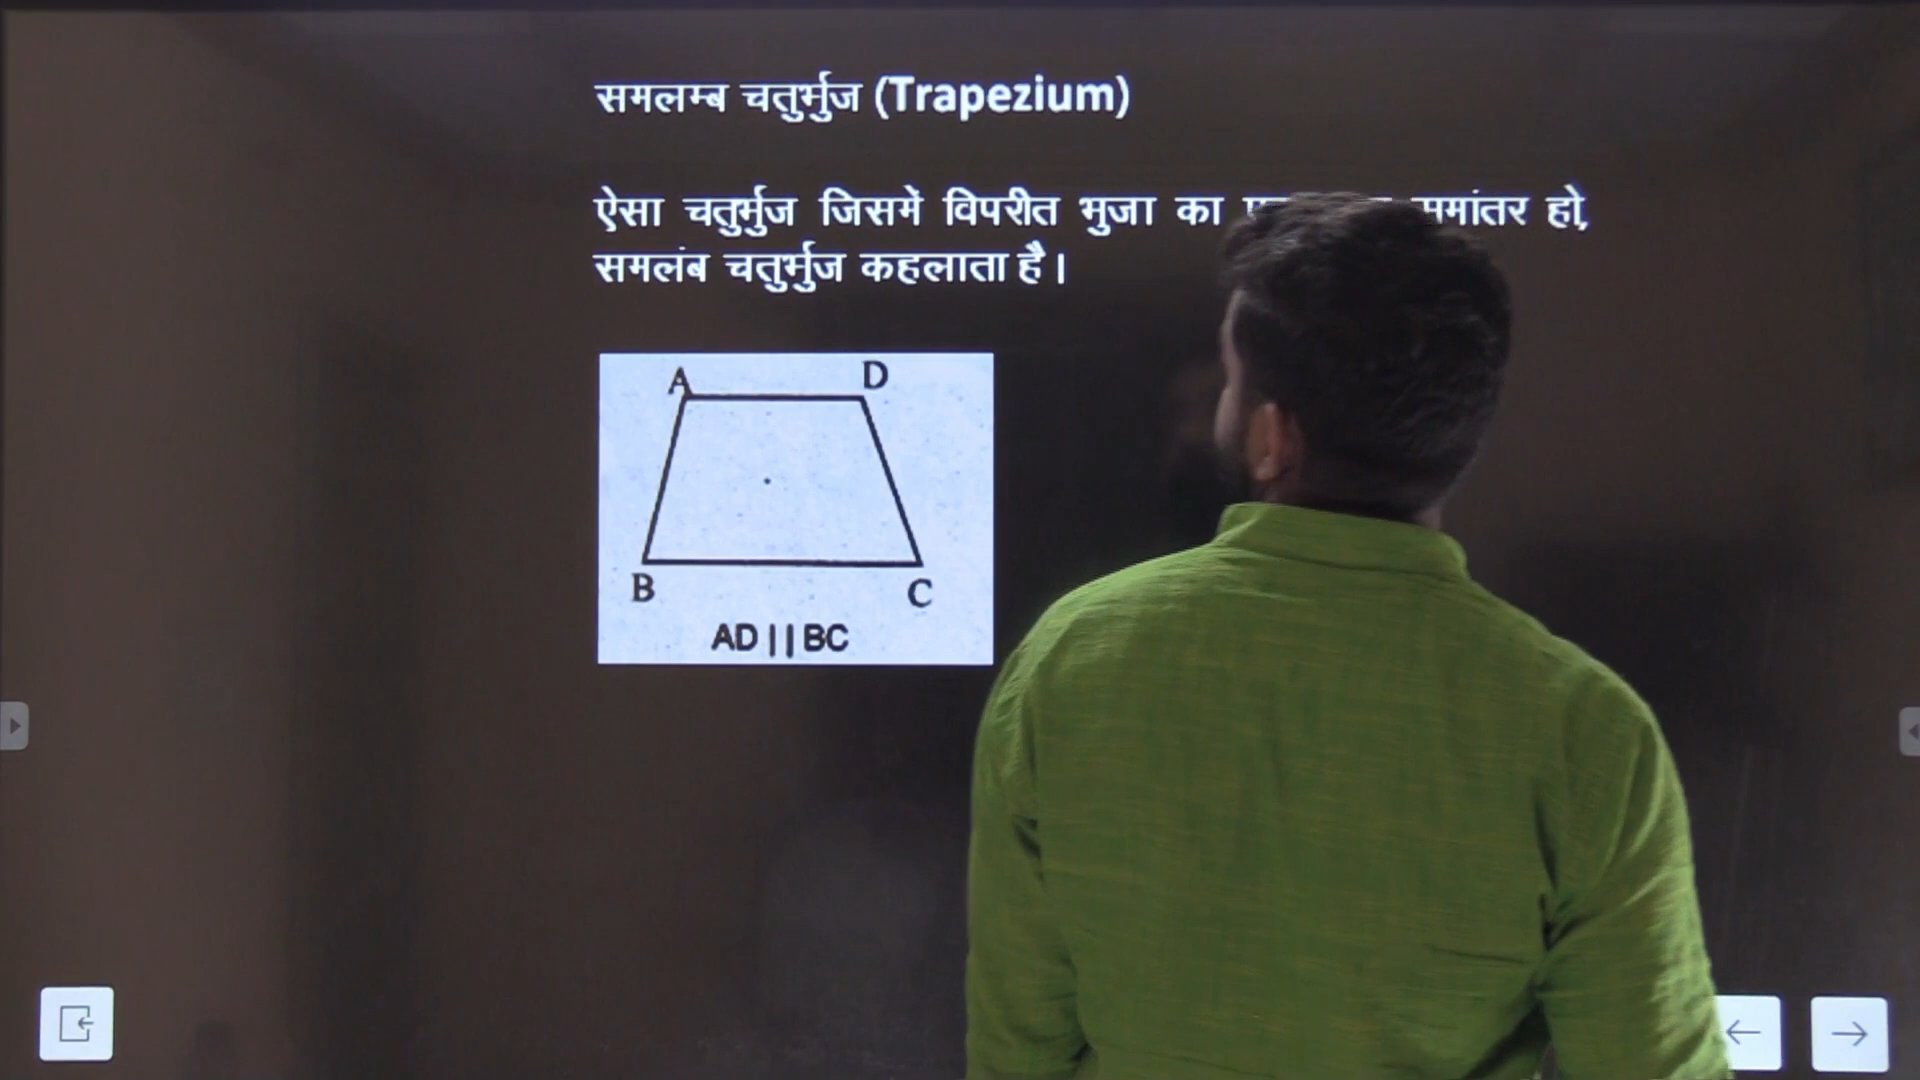 समलम्ब चतुर्भुज (Trapezium)
ऐसा चतुर्भुज जिसमें विपरीत भुजा का समांतर हो,
समलंब चतुर्भुज कहलाता है।
A D
B C
AD || BC